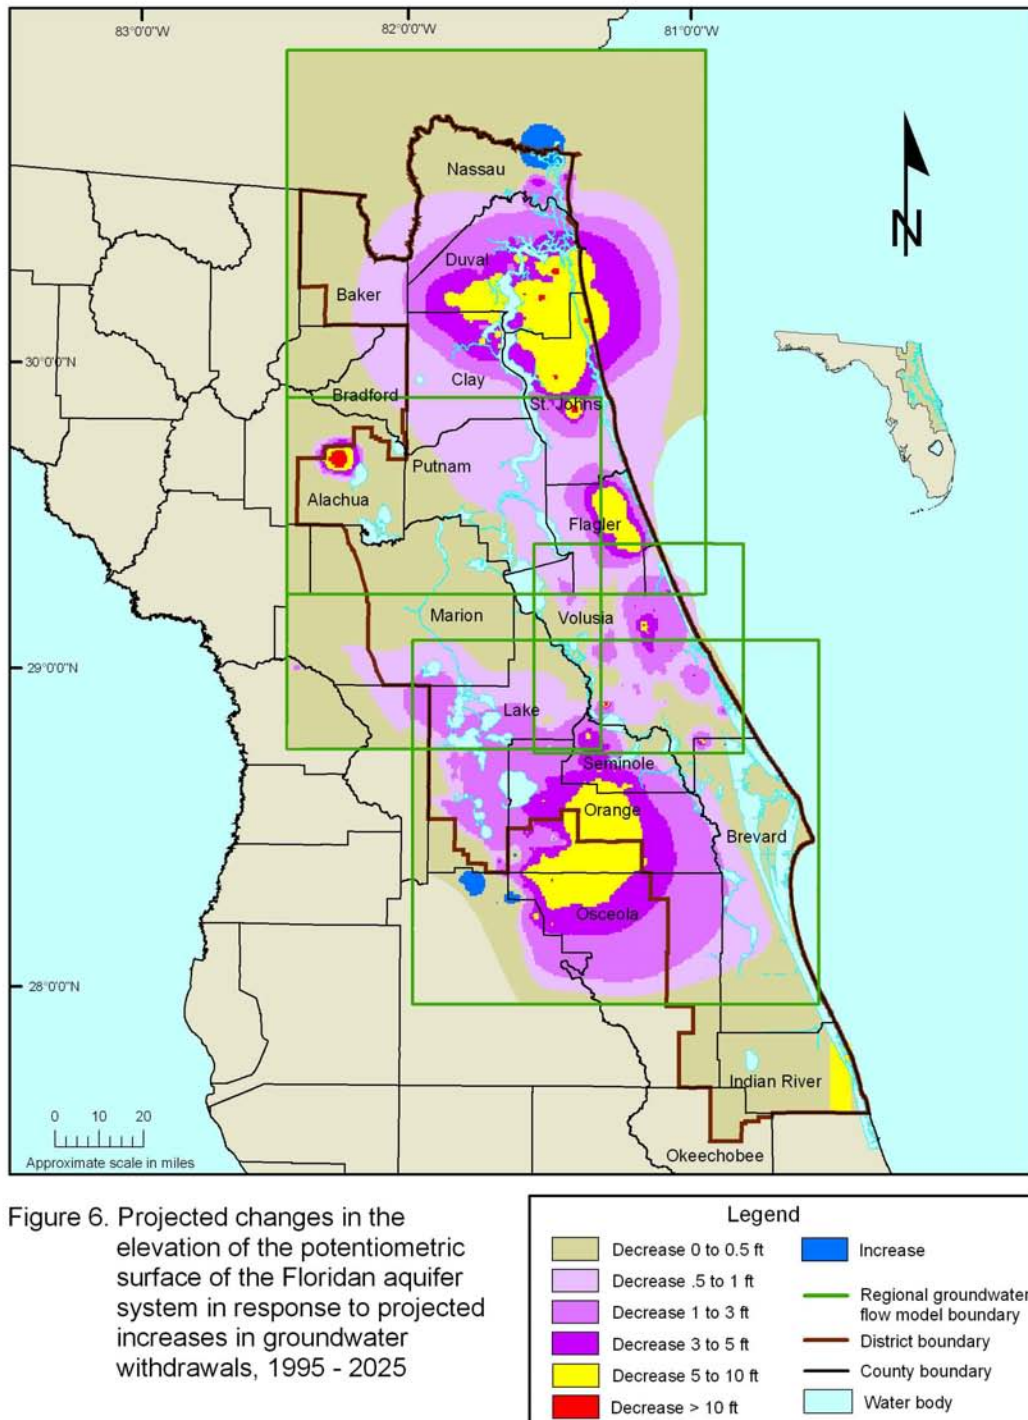 83°0'0"W
82°0'0"W
81°0'0"W
Nassau
N
Duval
Baker
30°0'0"N
Clay
Bradford
St. Johns
Putnam
Alachua
Flagler
Marion
Volusia
29°0'0"N
Lake
Seminole
Orange
Brevard
Osceola
28°0'0"N
Indian River
0 10 20
Approximate scale in miles
Okeechobee
Figure 6. Projected changes in the
elevation of the potentiometric
surface of the Floridan aquifer
system in response to projected
increases in groundwater
withdrawals, 1995 - 2025
Legend
Decrease 0 to 0.5 ft
Decrease .5 to 1 ft
Decrease 1 to 3 ft
Decrease 3 to 5 ft
Decrease 5 to 10 ft
Decrease > 10 ft
Increase
Regional groundwater
flow model boundary
District boundary
County boundary
Water body